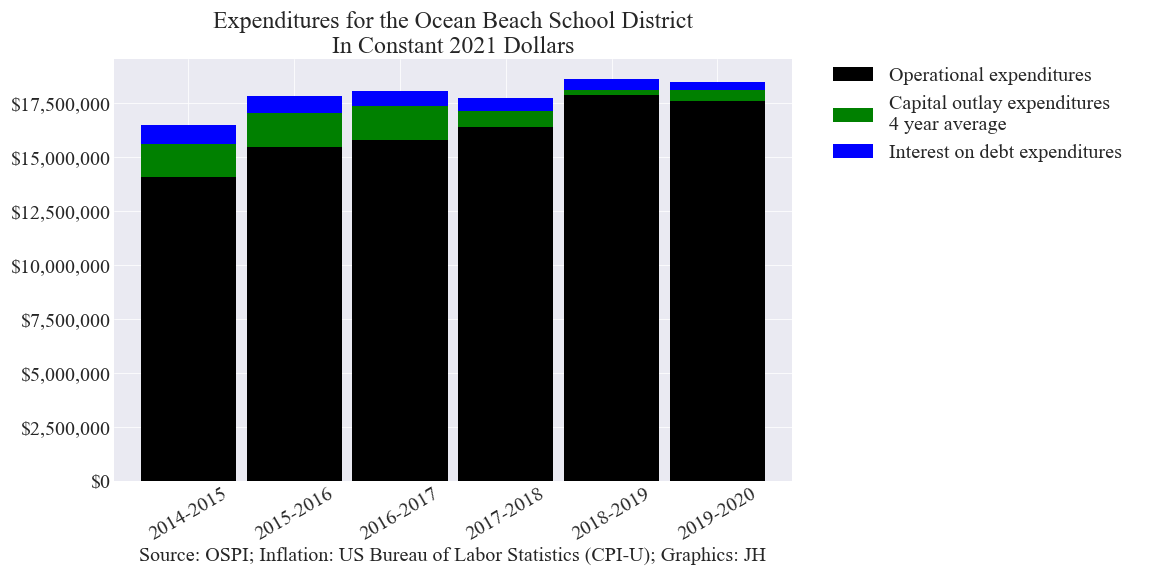 Expenditures for the Ocean Beach School District
In Constant 2021 Dollars
Operational expenditures
Capital outlay expenditures
4 year average
Interest on debt expenditures
$17,500,000
$15,000,000
$12,500,000
$10,000,000
$7,500,000
$5,000,000
$2,500,000
$0
2014-2015
2015-2016
2016-2017
2017-2018
2018-2019
2019-2020
Source: OSPI; Inflation: US Bureau of Labor Statistics (CPI-U); Graphics: JH